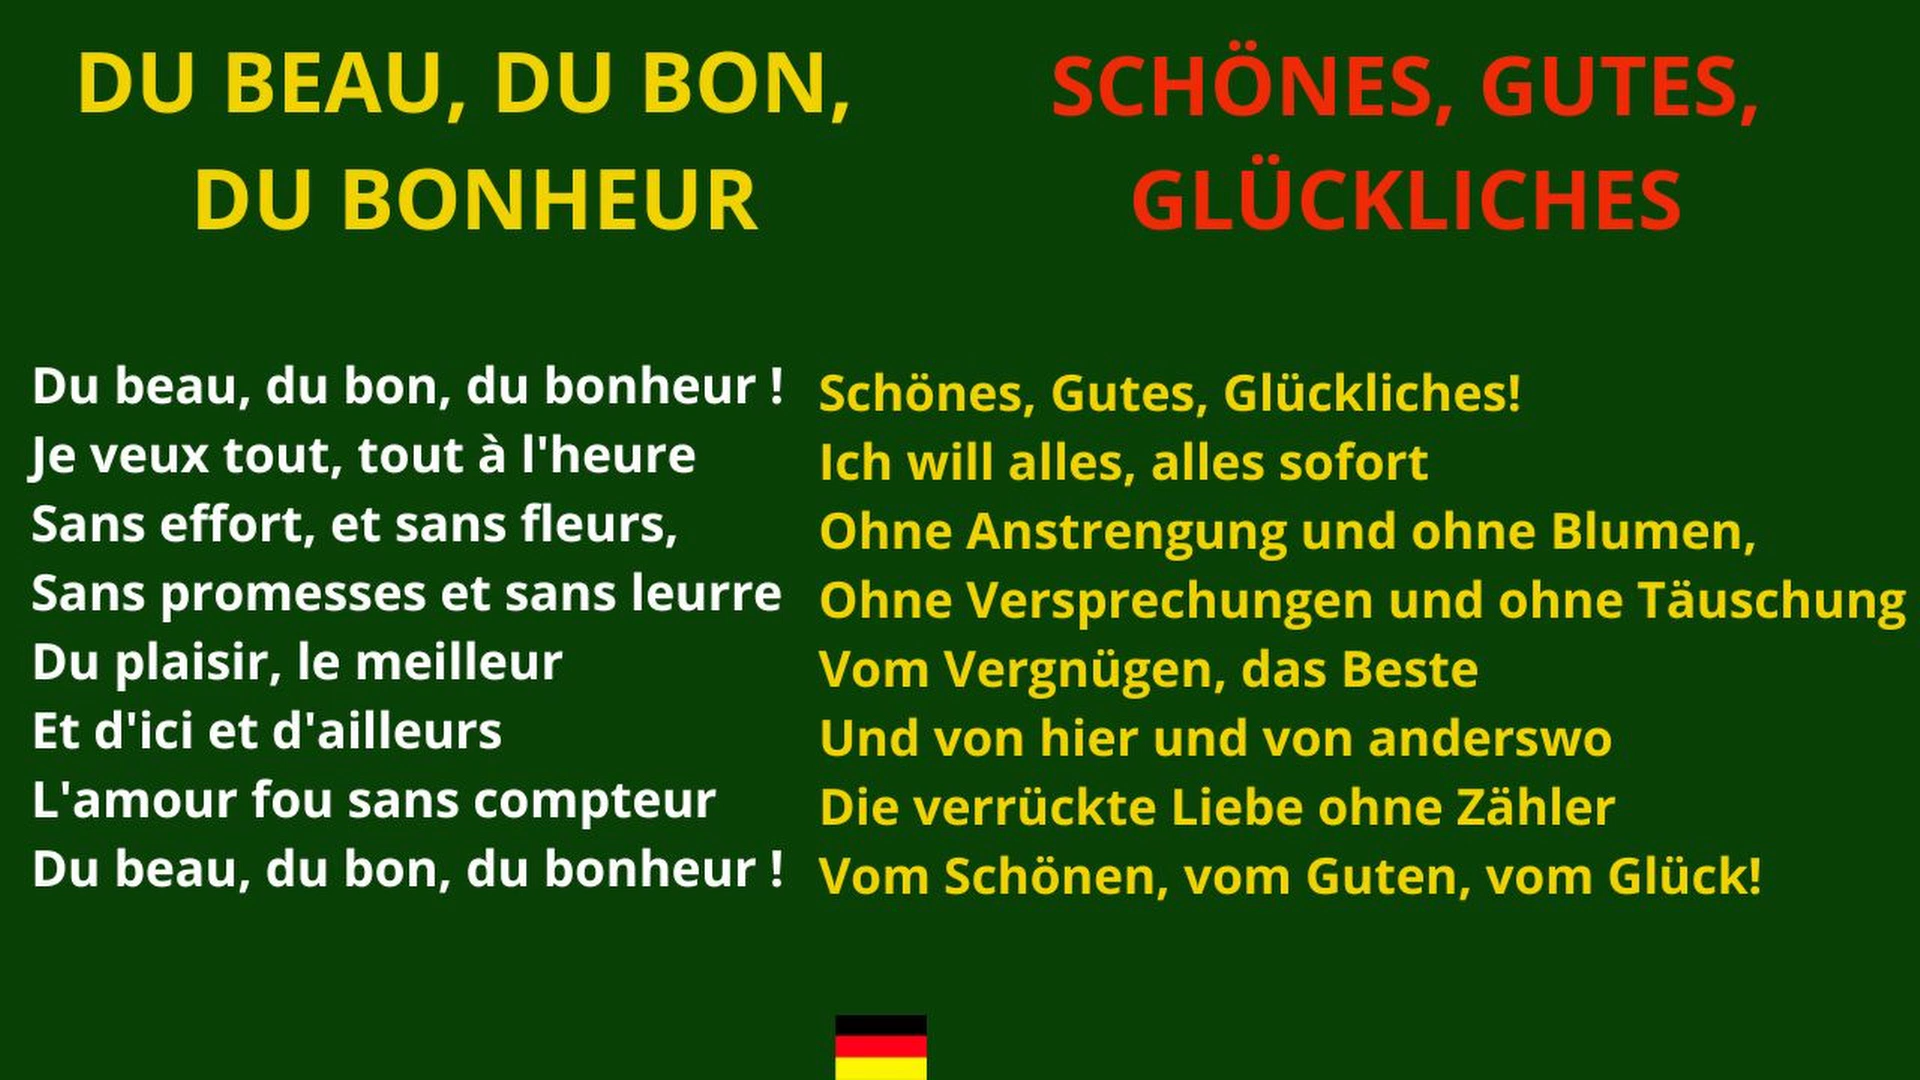 DU BEAU, DU BON,
DU BONHEUR
SCHÖNES, GUTES,
GLÜCKLICHES
Du beau, du bon, du bonheur !
Je veux tout, tout à l'heure
Sans effort, et sans fleurs,
Sans promesses et sans leurre
Du plaisir, le meilleur
Et d'ici et d'ailleurs
L'amour fou sans compteur
Du beau, du bon, du bonheur !
Schönes, Gutes, Glückliches!
Ich will alles, alles sofort
Ohne Anstrengung und ohne Blumen,
Ohne Versprechungen und ohne Täuschung
Vom Vergnügen, das Beste
Und von hier und von anderswo
Die verrückte Liebe ohne Zähler
Vom Schönen, vom Guten, vom Glück!